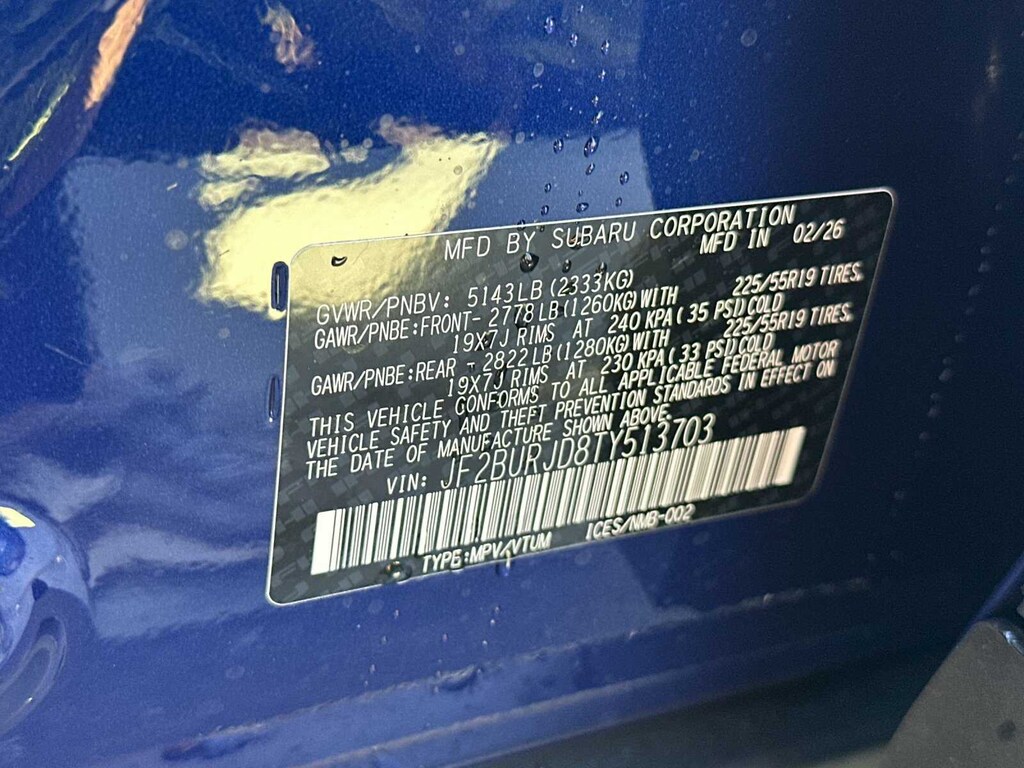 MFD BY SUBARU CORPORATION
MFD IN 02/26
GVWR/PNBV: 5143LB (2333KG)
GAWR/PNBE:FRONT- 2778LB (1260KG) WITH 225/55R19 TIRES,
19X7J RIMS AT 240 KPA ( 35 PSI) COLD
GAWR/PNBE:REAR - 2822LB (1280KG) WITH 225/55R19 TIRES,
19X7J RIMS AT 230 KPA ( 33 PSI) COLD
THIS VEHICLE CONFORMS TO ALL APPLICABLE FEDERAL MOTOR
VEHICLE SAFETY AND THEFT PREVENTION STANDARDS IN EFFECT ON
THE DATE OF MANUFACTURE SHOWN ABOVE.
VIN: JF2BURJD8TY513703
TYPE:MPV/VTUM ICES/NMB-002